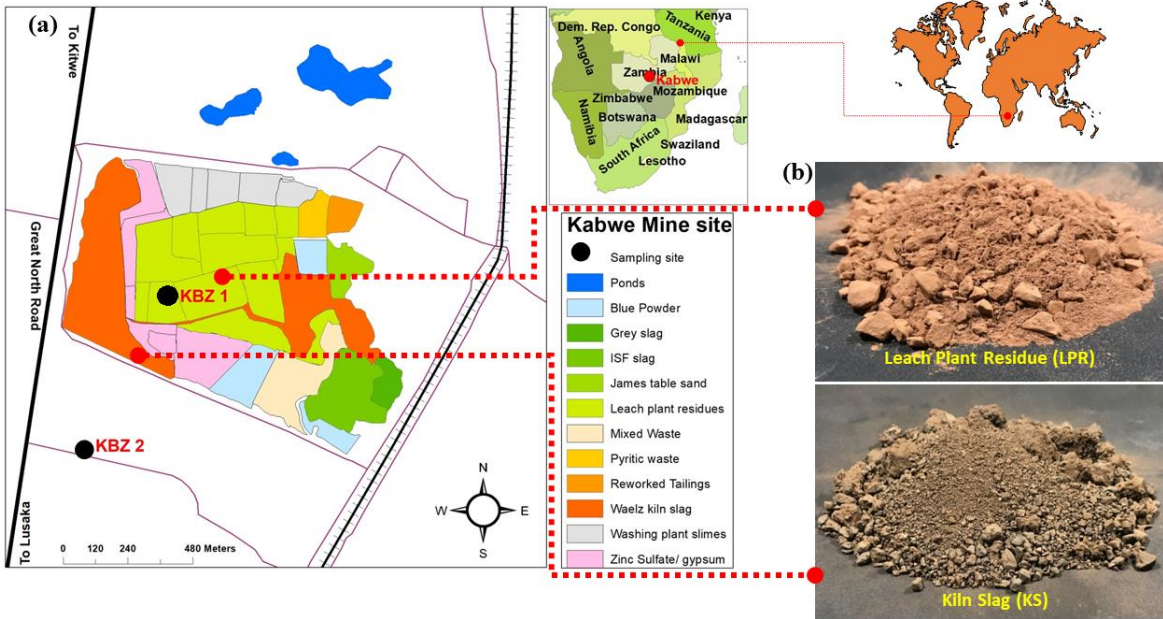 (a)
To Kitwe
Great North Road
To Lusaka
KBZ 1
KBZ 2
0 120 240 480 Meters
N
W E
S
Kenya
Tanzania
Dem. Rep. Congo
Angola
Malawi
Zambia
Kabwe
Mozambique
Zimbabwe
Namibia
Botswana
Madagascar
South Africa
Swaziland
Lesotho
Kabwe Mine site
Sampling site
Ponds
Blue Powder
Grey slag
ISF slag
James table sand
Leach plant residues
Mixed Waste
Pyritic waste
Reworked Tailings
Waelz kiln slag
Washing plant slimes
Zinc Sulfate/ gypsum
(b)
Leach Plant Residue (LPR)
Kiln Slag (KS)